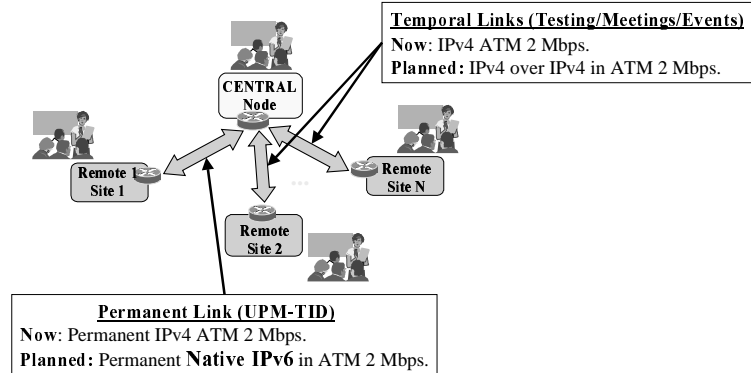 Temporal Links (Testing/Meetings/Events)
Now: IPv4 ATM 2 Mbps.
Planned: IPv4 over IPv4 in ATM 2 Mbps.
CENTRAL
Node
Remote 1
Site 1
Remote
Site N
...
Remote
Site 2
Permanent Link (UPM-TID)
Now: Permanent IPv4 ATM 2 Mbps.
Planned: Permanent Native IPv6 in ATM 2 Mbps.